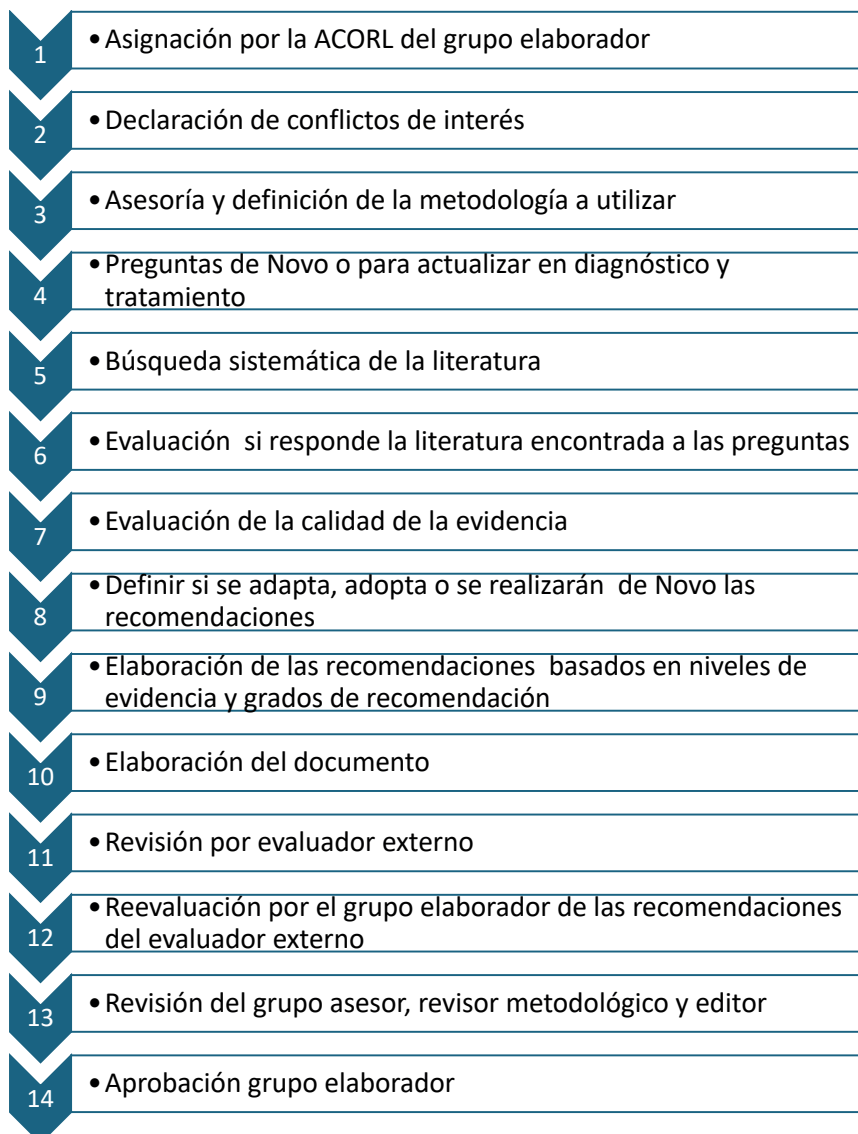 1
• Asignación por la ACORL del grupo elaborador
2
• Declaración de conflictos de interés
3
• Asesoría y definición de la metodología a utilizar
4
• Preguntas de Novo o para actualizar en diagnóstico y
tratamiento
5
• Búsqueda sistemática de la literatura
6
• Evaluación  si responde la literatura encontrada a las preguntas
7
• Evaluación de la calidad de la evidencia
8
• Definir si se adapta, adopta o se realizarán  de Novo las
recomendaciones
9
• Elaboración de las recomendaciones  basados en niveles de
evidencia y grados de recomendación
10
• Elaboración del documento
11
• Revisión por evaluador externo
12
• Reevaluación por el grupo elaborador de las recomendaciones
del evaluador externo
13
• Revisión del grupo asesor, revisor metodológico y editor
14
• Aprobación grupo elaborador